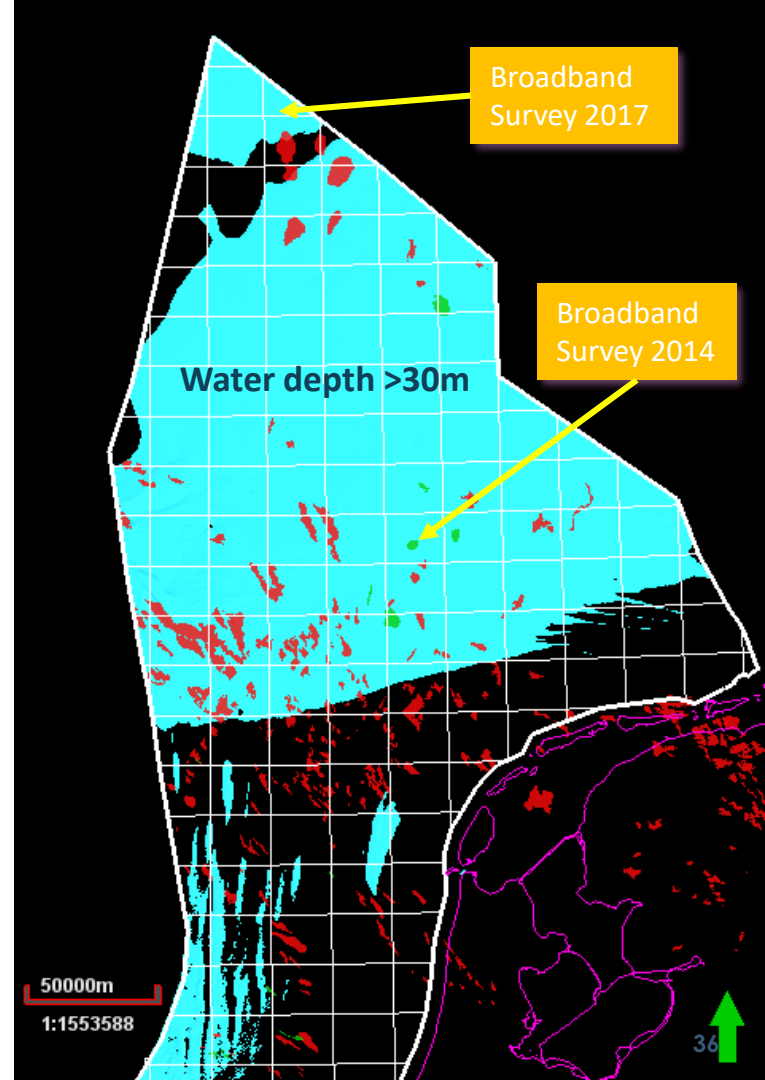 Broadband
Survey 2017
Broadband
Survey 2014
Water depth >30m
50000m
1:1553588
36